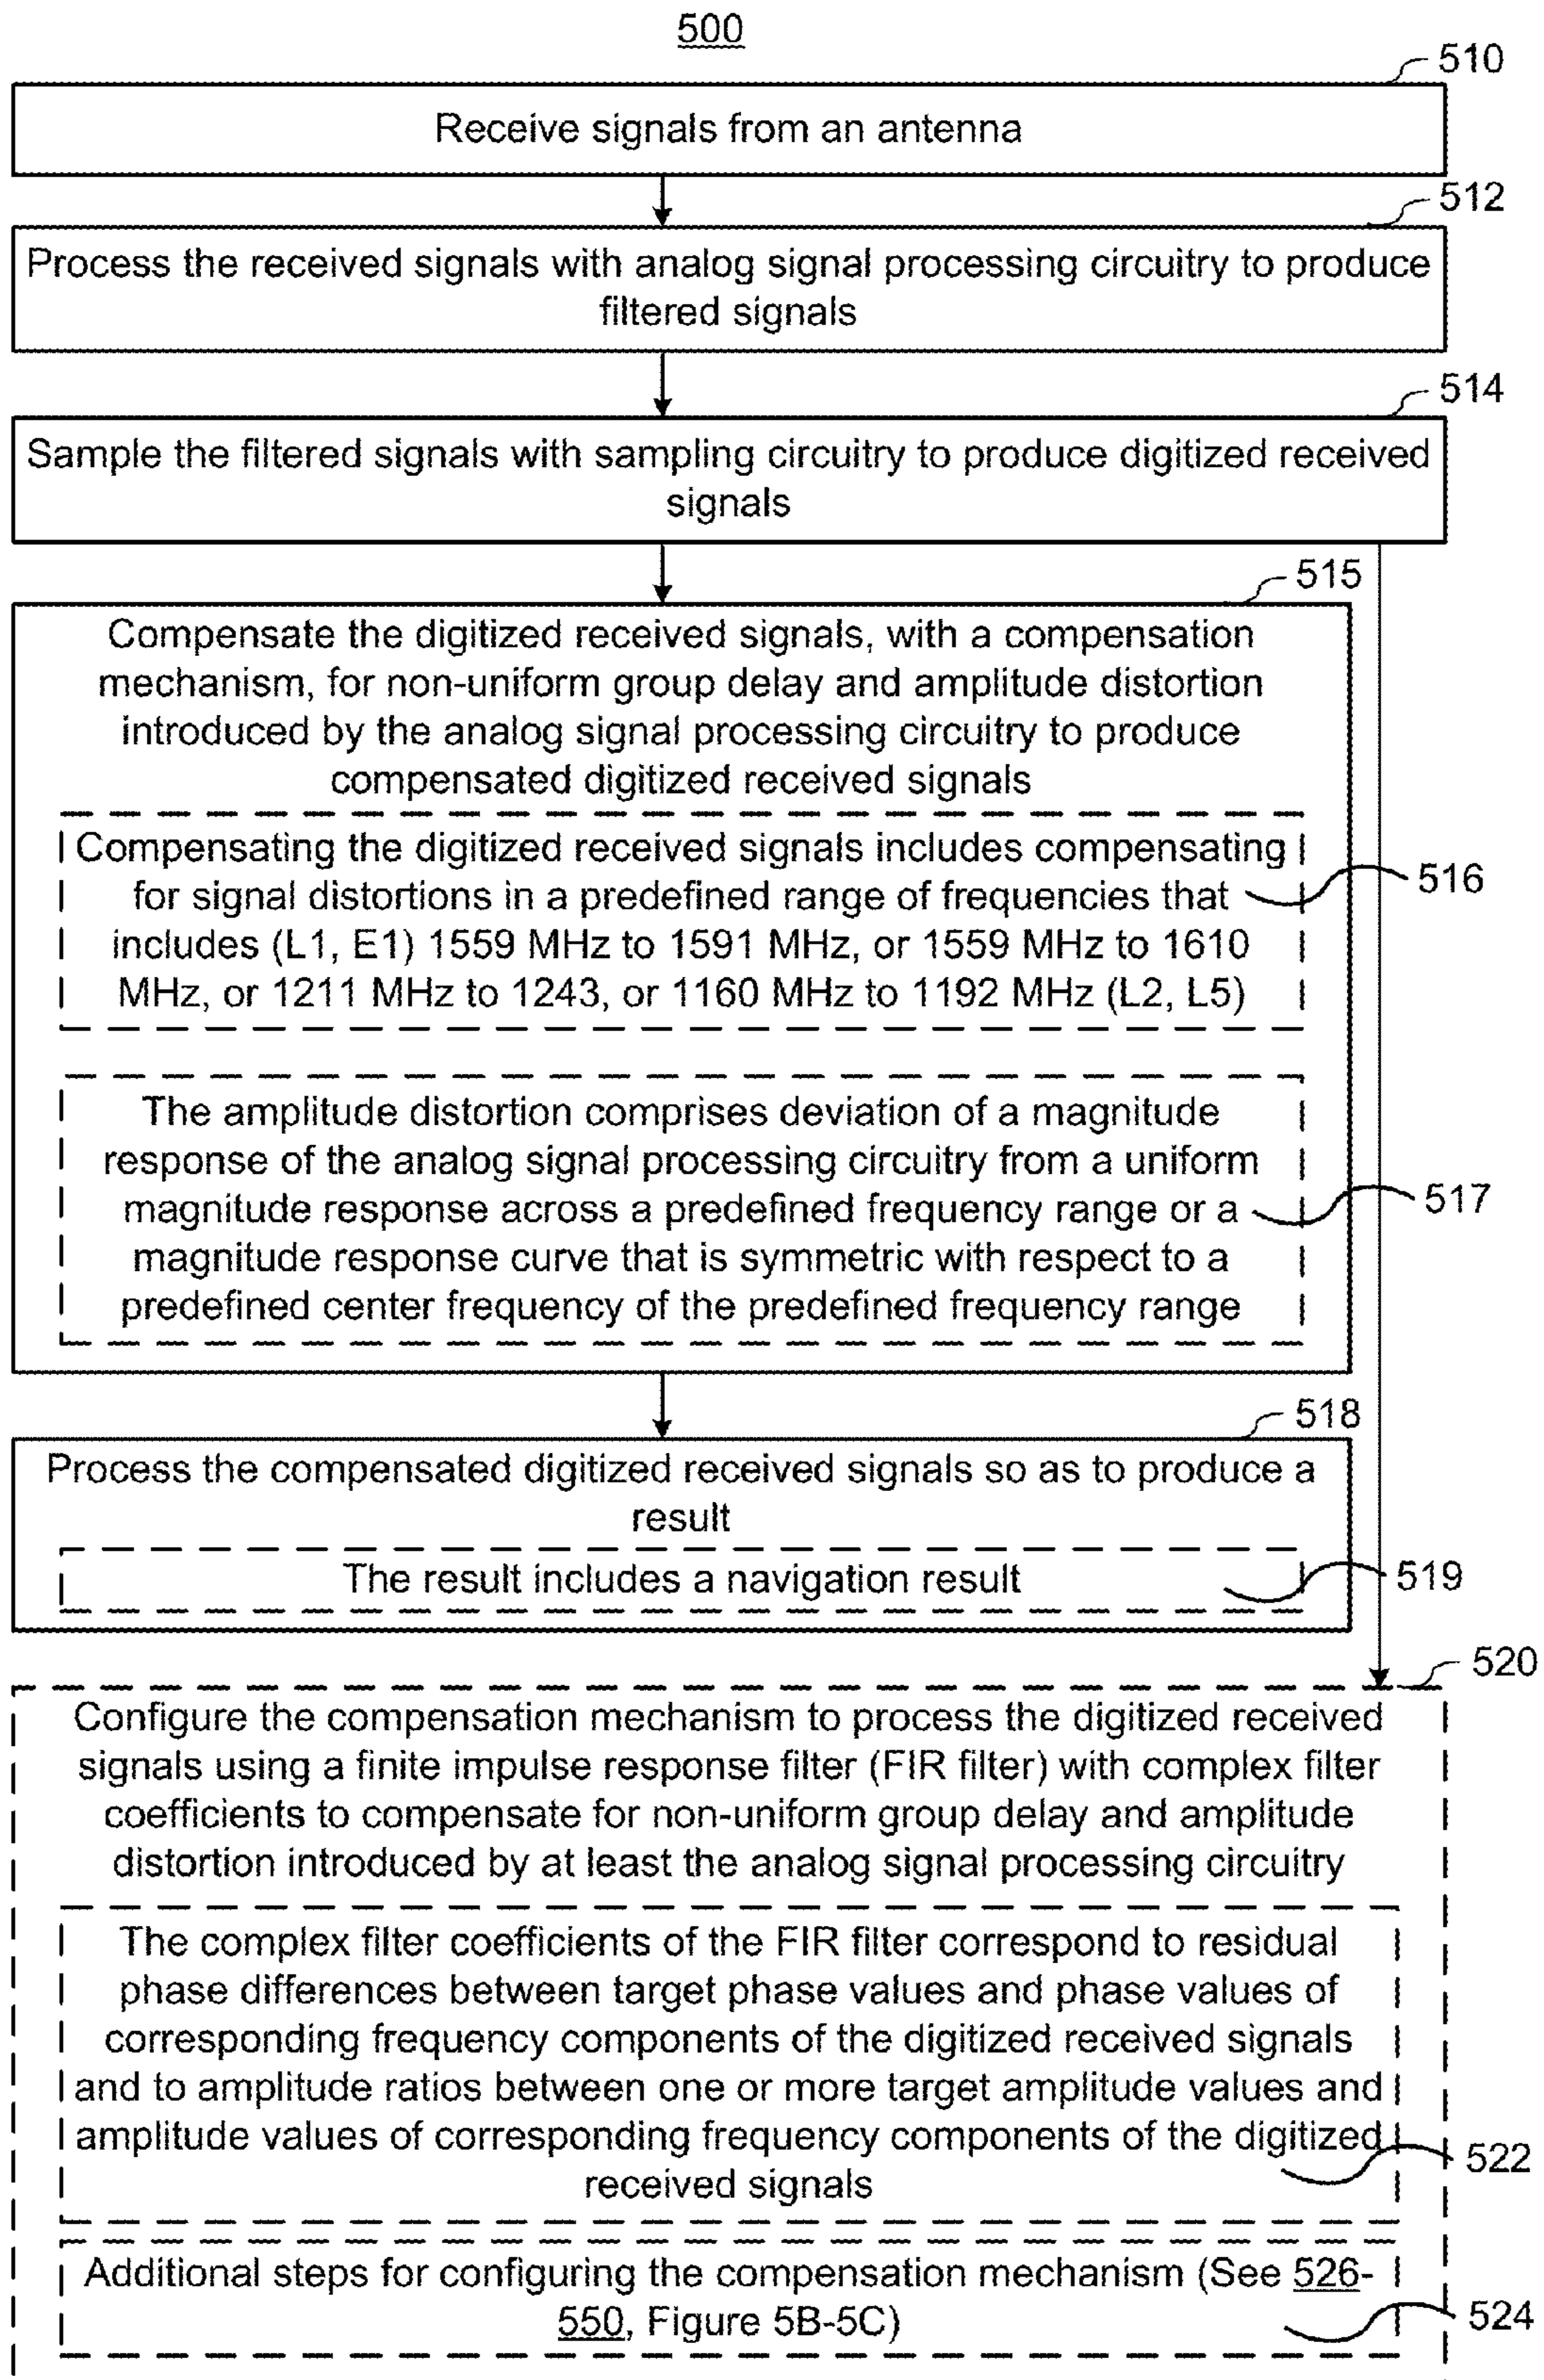 500
510
Receive signals from an antenna
512
Process the received signals with analog signal processing circuitry to produce
filtered signals
514
Sample the filtered signals with sampling circuitry to produce digitized received
signals
515
Compensate the digitized received signals, with a compensation
mechanism, for non-uniform group delay and amplitude distortion
introduced by the analog signal processing circuitry to produce
compensated digitized received signals
Compensating the digitized received signals includes compensating
for signal distortions in a predefined range of frequencies that
516
includes (L1, E1) 1559 MHz to 1591 MHz, or 1559 MHz to 1610
MHz, or 1211 MHz to 1243, or 1160 MHz to 1192 MHz (L2, L5)
The amplitude distortion comprises deviation of a magnitude
response of the analog signal processing circuitry from a uniform
magnitude response across a predefined frequency range or a
517
magnitude response curve that is symmetric with respect to a
predefined center frequency of the predefined frequency range
518
Process the compensated digitized received signals so as to produce a
result
The result includes a navigation result
519
520
Configure the compensation mechanism to process the digitized received
signals using a finite impulse response filter (FIR filter) with complex filter
coefficients to compensate for non-uniform group delay and amplitude
distortion introduced by at least the analog signal processing circuitry
The complex filter coefficients of the FIR filter correspond to residual
phase differences between target phase values and phase values of
corresponding frequency components of the digitized received signals
and to amplitude ratios between one or more target amplitude values and
amplitude values of corresponding frequency components of the digitized
522
received signals
Additional steps for configuring the compensation mechanism (See 526-
550, Figure 5B-5C)
524